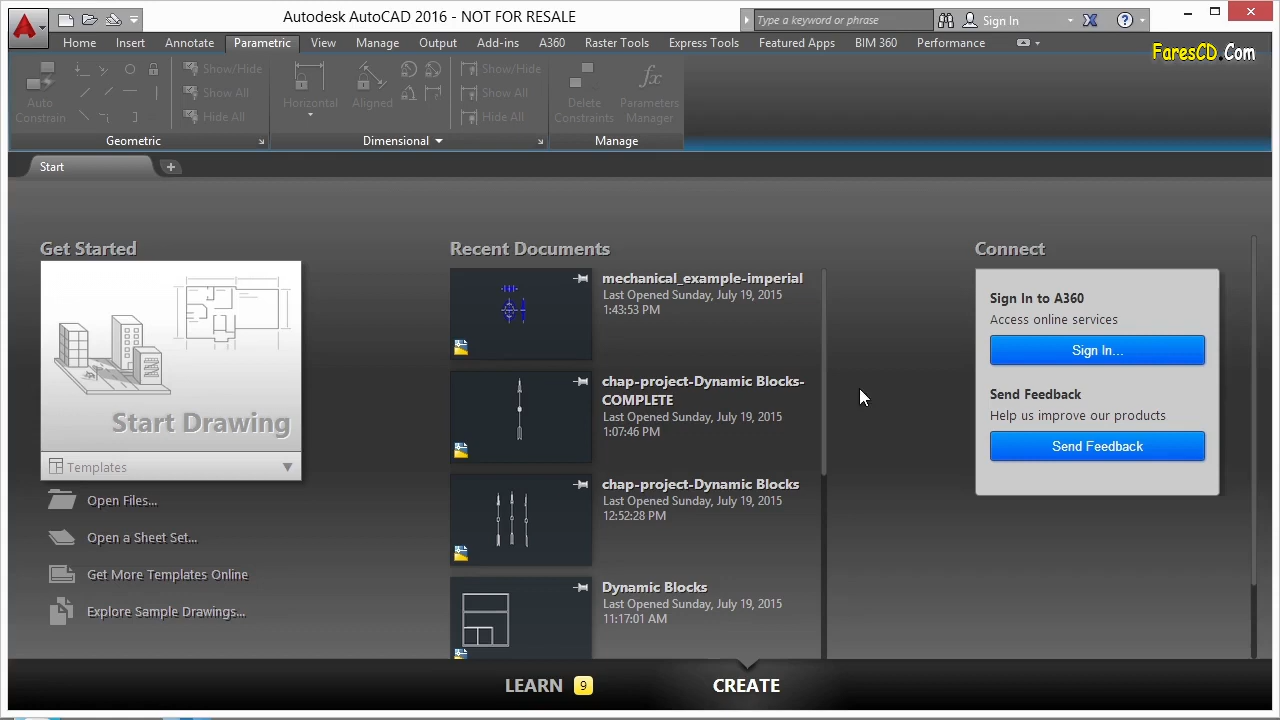 Autodesk AutoCAD 2016 - NOT FOR RESALE
Type a keyword or phrase
Sign In
Home Insert Annotate Parametric View Manage Output Add-ins A360 Raster Tools Express Tools Featured Apps BIM 360 Performance
FaresCD.Com
Auto
Constrain
Show/Hide
Show All
Hide All
Geometric
Horizontal
Aligned
Show/Hide
Show All
Hide All
Dimensional
Delete
Constraints
fx
Parameters
Manager
Manage
Start
Get Started
Start Drawing
Templates
Open Files...
Open a Sheet Set...
Get More Templates Online
Explore Sample Drawings...
Recent Documents
mechanical_example-imperial
Last Opened Sunday, July 19, 2015
1:43:53 PM
chap-project-Dynamic Blocks-
COMPLETE
Last Opened Sunday, July 19, 2015
1:07:46 PM
chap-project-Dynamic Blocks
Last Opened Sunday, July 19, 2015
12:52:28 PM
Dynamic Blocks
Last Opened Sunday, July 19, 2015
11:17:01 AM
Connect
Sign In to A360
Access online services
Sign In...
Send Feedback
Help us improve our products
Send Feedback
LEARN 9
CREATE